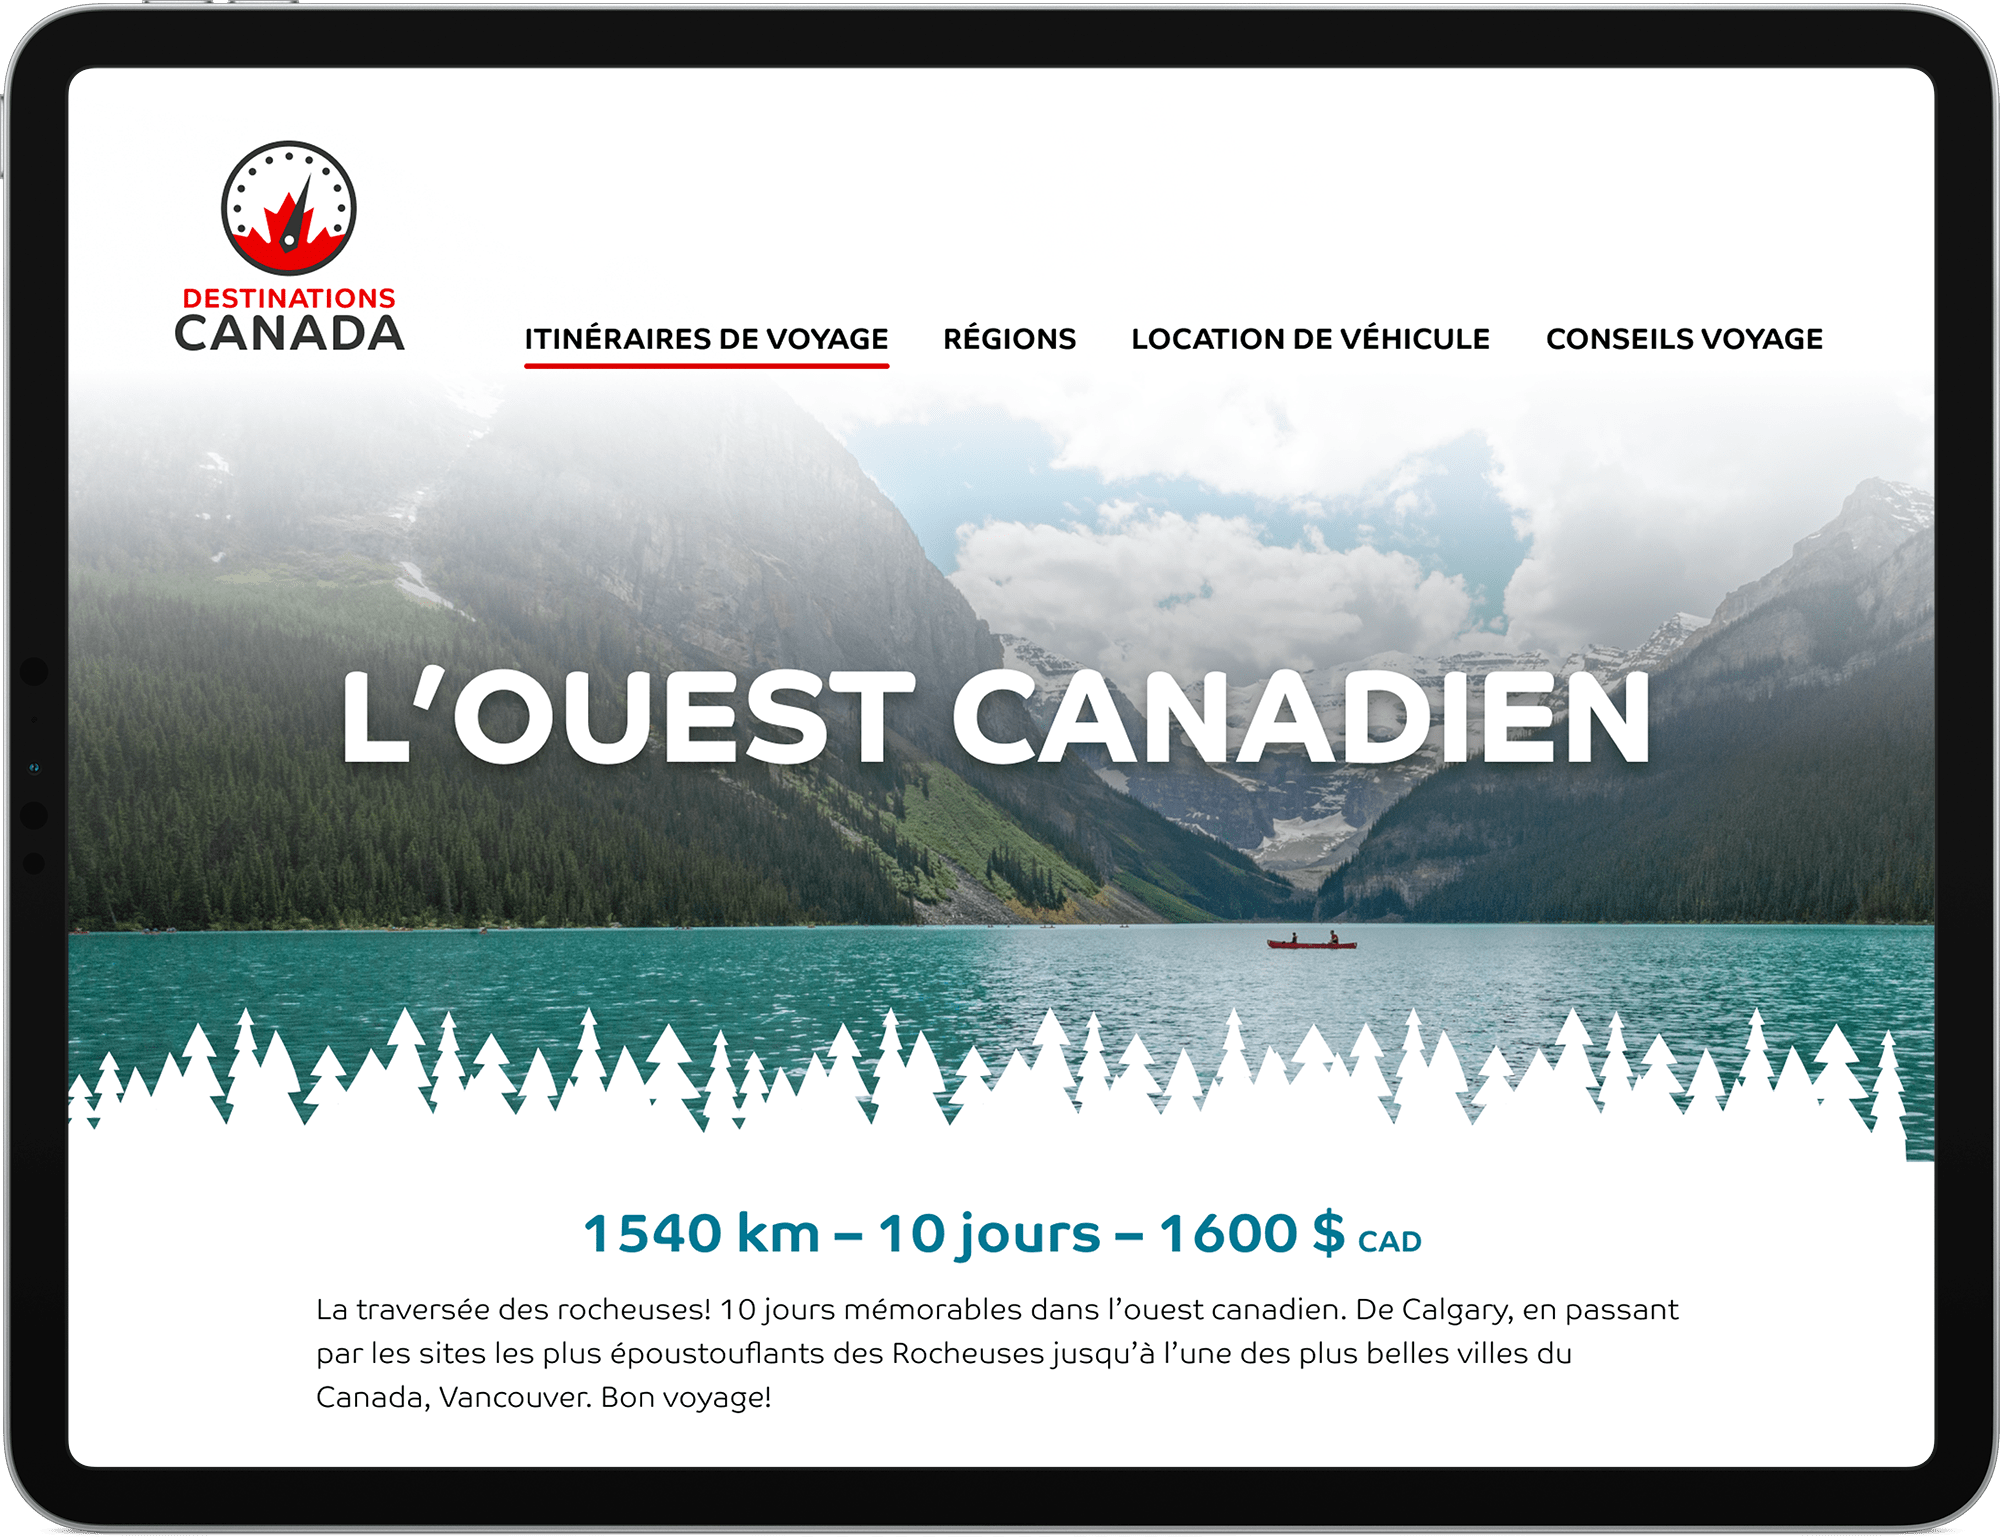 DESTINATIONS
CANADA
ITINÉRAIRES DE VOYAGE RÉGIONS LOCATION DE VÉHICULE CONSEILS VOYAGE
L’OUEST CANADIEN
1540 km – 10 jours – 1600 $ CAD
La traversée des rocheuses! 10 jours mémorables dans l’ouest canadien. De Calgary, en passant
par les sites les plus époustouflants des Rocheuses jusqu’à l’une des plus belles villes du
Canada, Vancouver. Bon voyage!